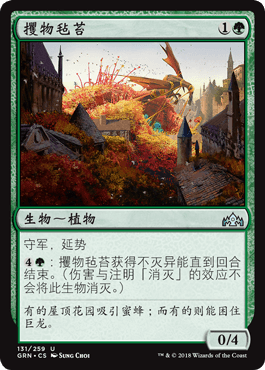 攫物毡苔 1
生物～植物
守军，延势
4 ：攫物毡苔获得不灭异能直到回合
结束。（伤害与注明「消灭」的效应不
会将此生物消灭。）
有的屋顶花园吸引蜜蜂；而有的则能困住
巨龙。
0/4
131/259 U
GRN • CS SUNG CHOI
™ & © 2018 Wizards of the Coast